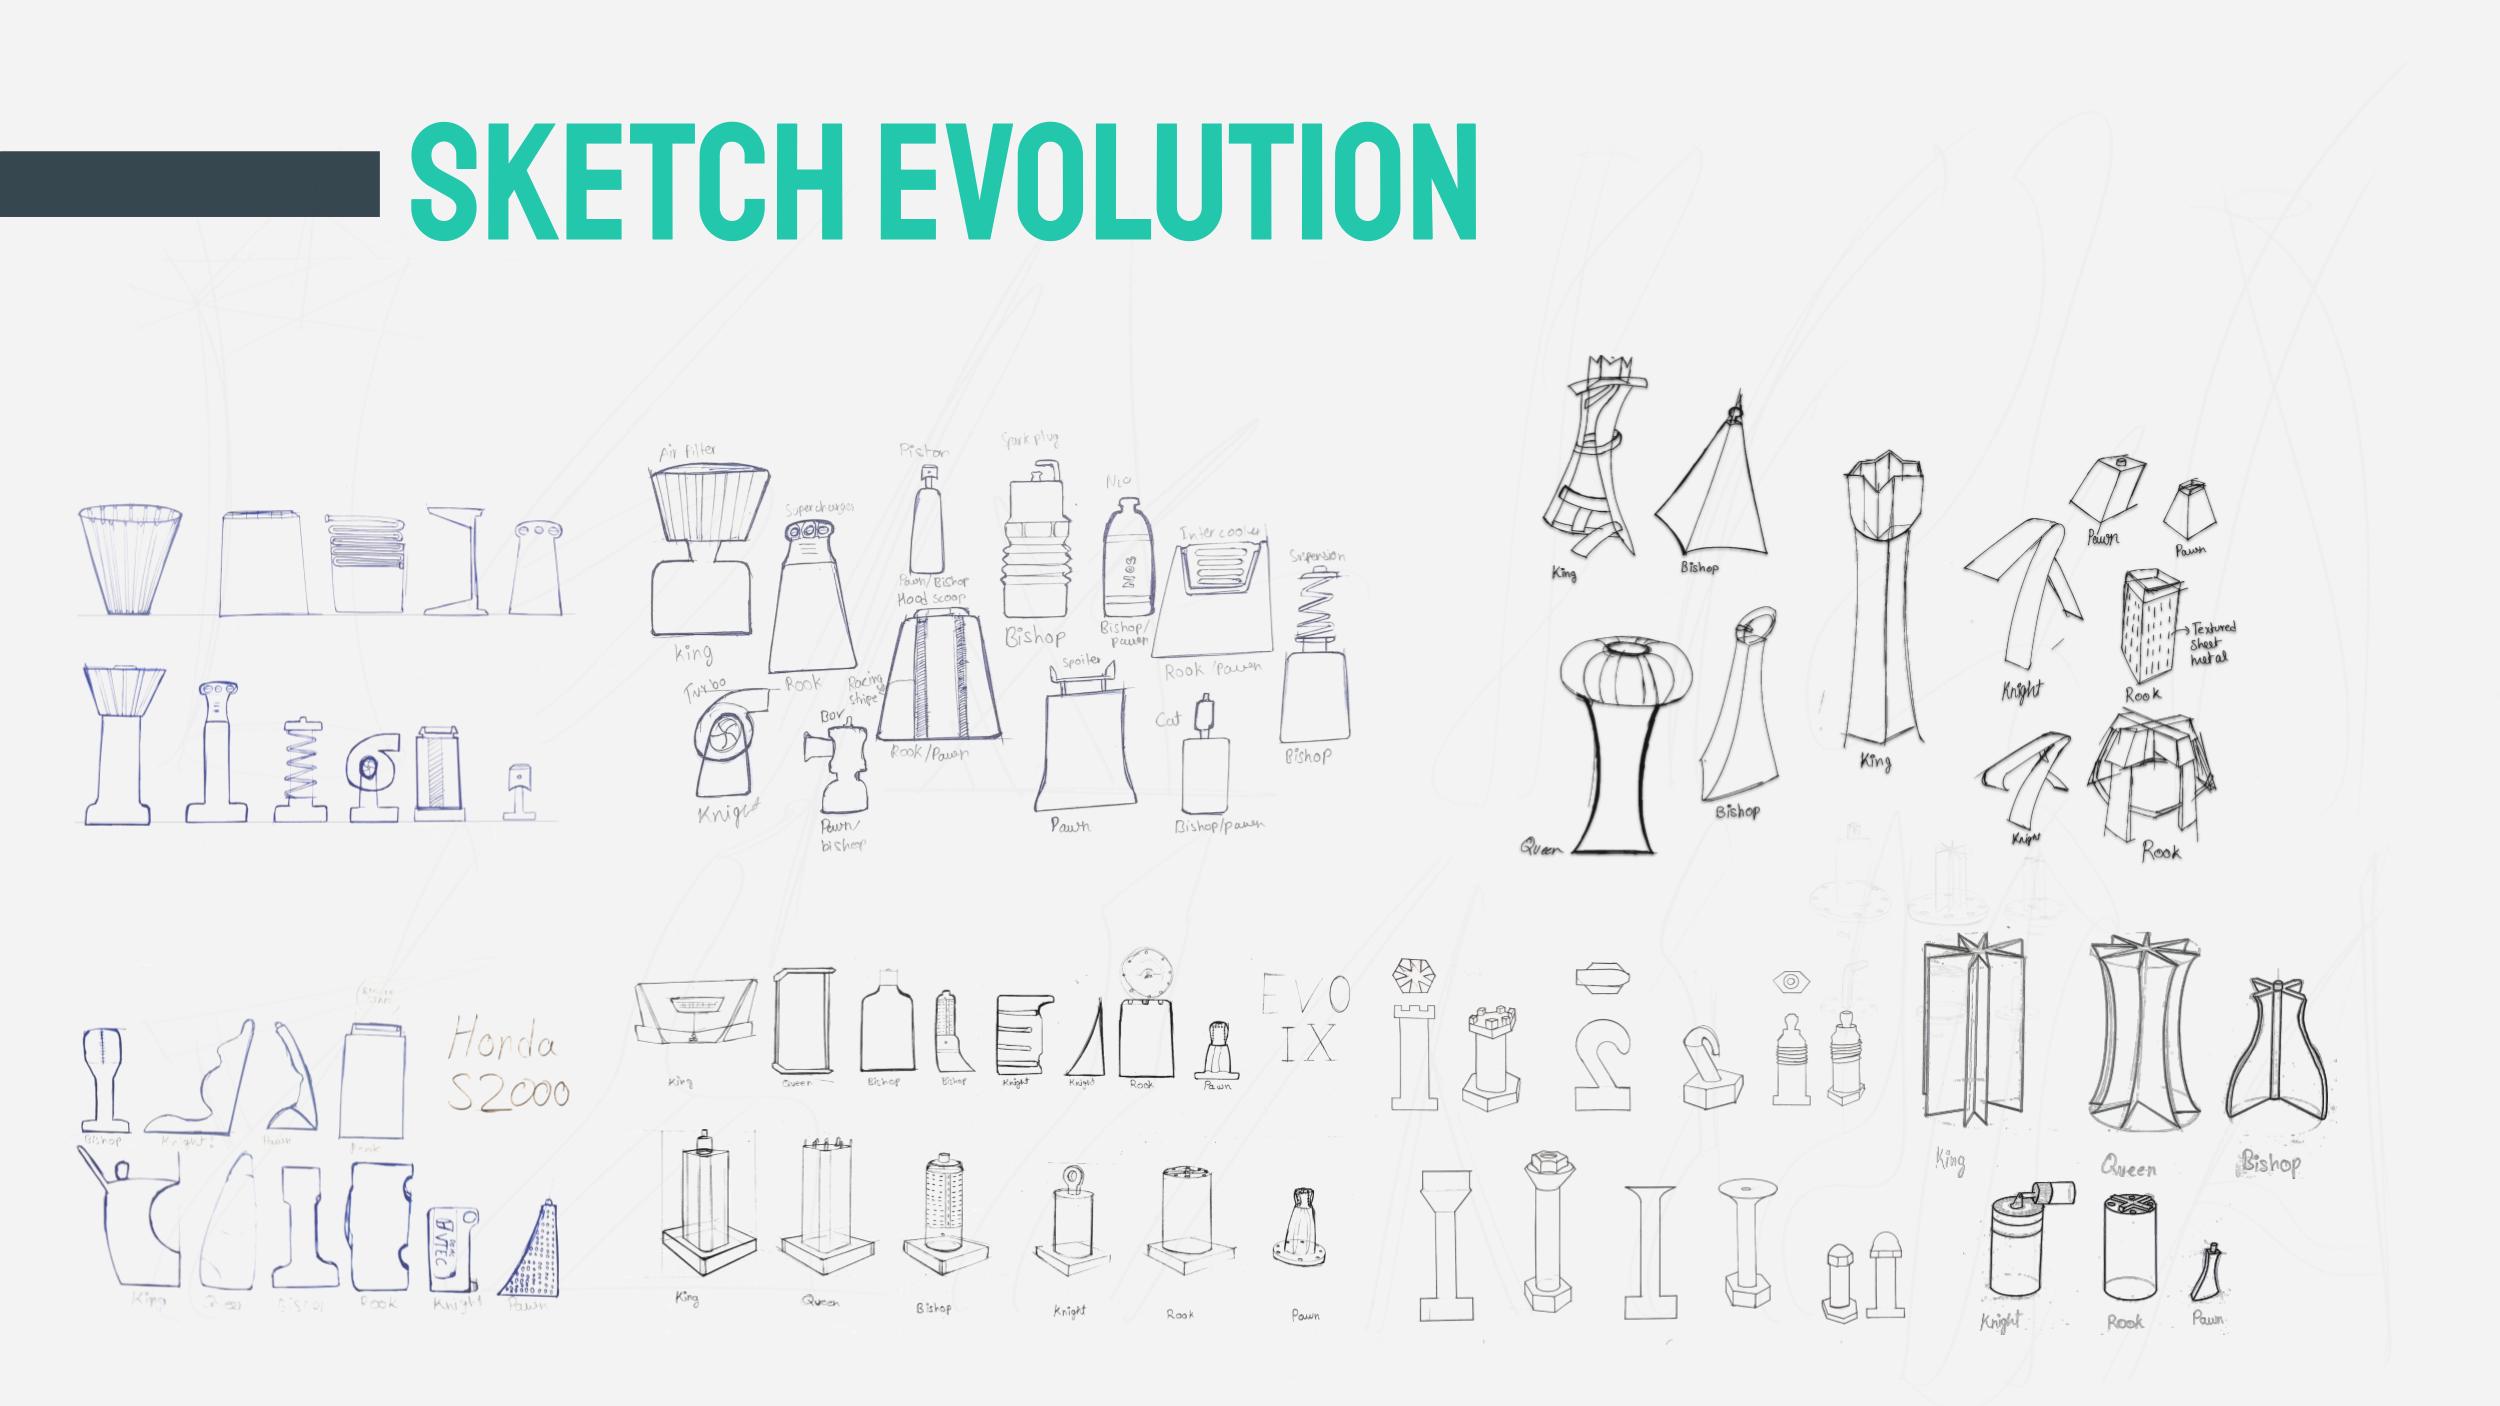 SKETCH EVOLUTION
Air Filter
King
Supercharger
Rook
Piston
Pawn/Bishop
Hood scoop
Racing
stripe
Rook/Pawn
Spark plug
Bishop
NOS
Bishop/
pawn
Intercooler
Rook/Pawn
Suspension
Bishop
Turbo
Knight
Bov
Pawn/
bishop
Spoiler
Pawn
Cat
Bishop/pawn
King
Bishop
Queen
Bishop
King
Knight
Pawn
Pawn
Textured
sheet
metal
Rook
Knight
Rook
Bishop
Knight
Pawn
Rook
Honda
S2000
King
Queen
Bishop
Rook
Knight
Pawn
VTEC
King
Queen
Bishop
Bishop
Knight
Knight
Rook
Pawn
EVO
IX
King
Queen
Bishop
Knight
Rook
Pawn
King
Queen
Bishop
Knight
Rook
Pawn